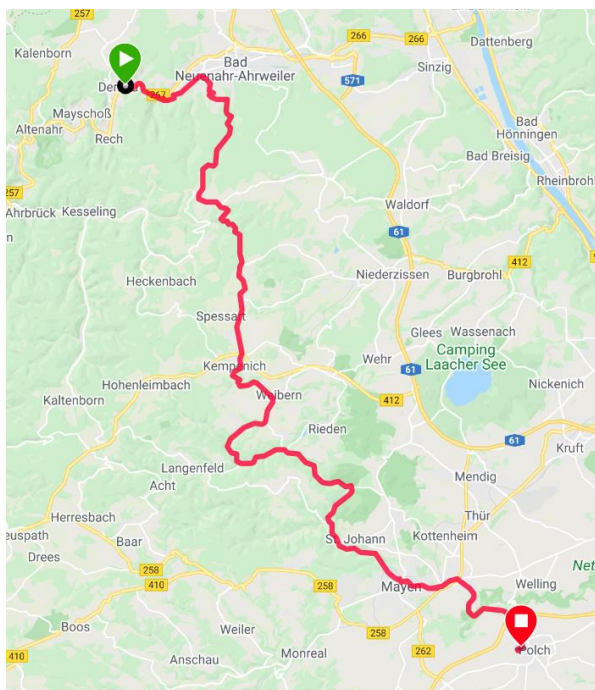 257
266
266
Dattenberg
Kalenborn
Bad
Neuenahr-Ahrweiler
Sinzig
571
267
Mayschoß
Altenahr
Rech
Bad
Hönningen
Bad Breisig
Rheinbrohl
257
Ahrbrück
Kesseling
Waldorf
61
412
Heckenbach
Niederzissen
Burgbrohl
Spessart
Glees
Wassenach
Camping
Laacher See
Wehr
Kempenich
61
Nickenich
Hohenleimbach
Weibern
412
Kaltenborn
Rieden
61
Kruft
Langenfeld
Acht
Mendig
Thür
Herresbach
Baar
St. Johann
Kottenheim
Drees
258
410
Mayen
Welling
Boos
Weiler
258
262
Polch
410
Anschau
Monreal